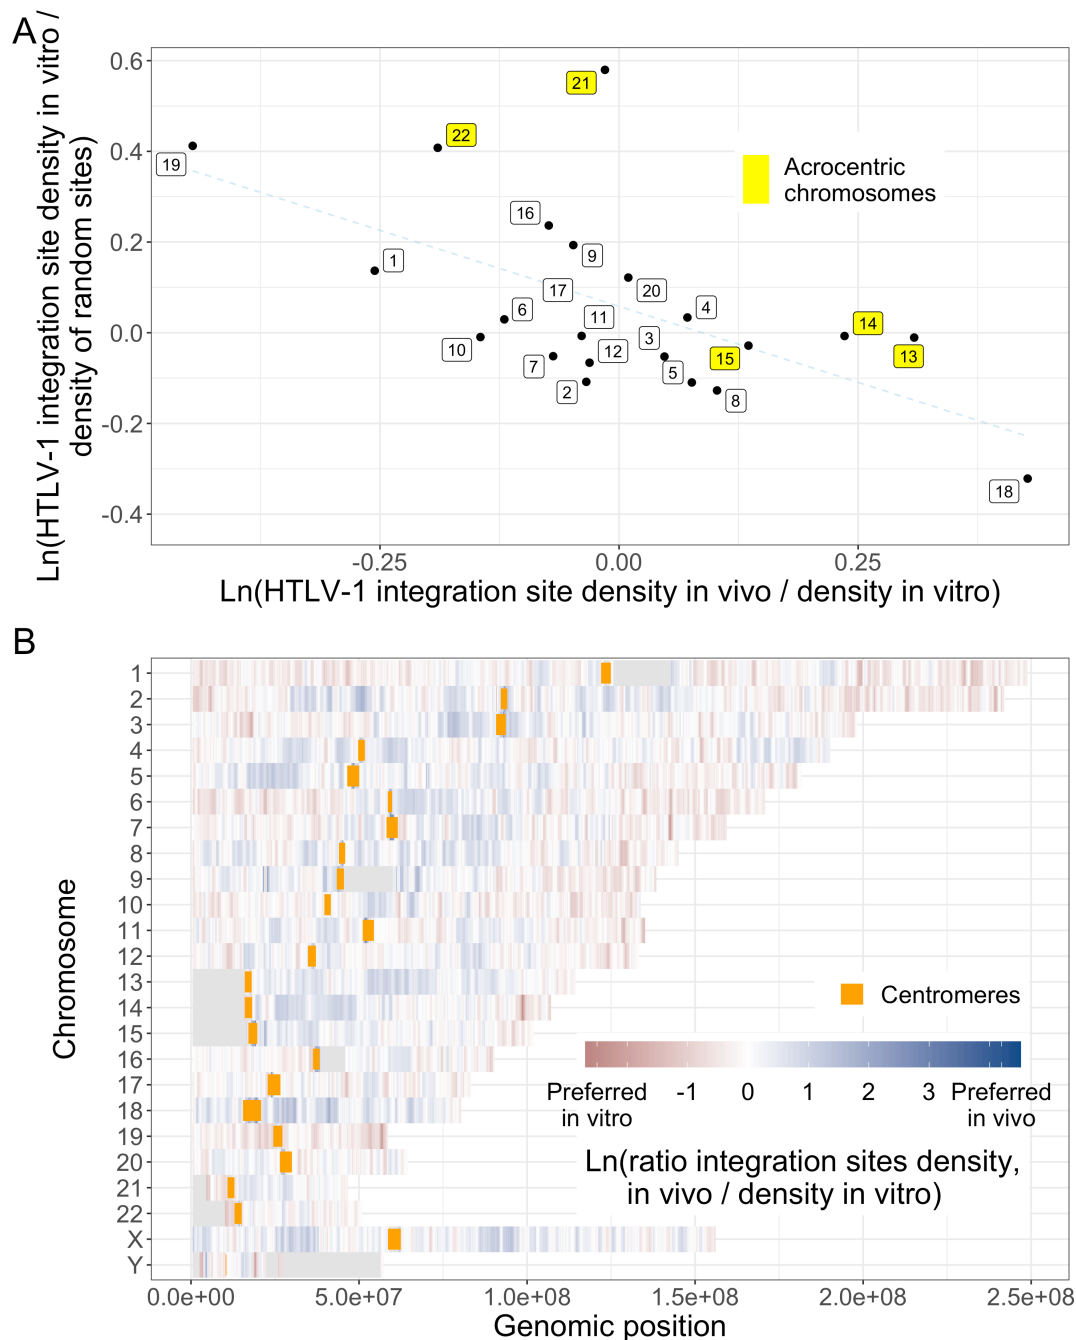 A
Ln(HTLV-1 integration site density in vitro /
density of random sites)
0.6
0.4
0.2
0.0
-0.2
-0.4
21
22
19
Acrocentric
chromosomes
16
9
1
17
20
6
11
4
14
10
3
12
15
13
7
5
2
8
18
-0.25
0.00
0.25
Ln(HTLV-1 integration site density in vivo / density in vitro)
B
Chromosome
1
2
3
4
5
6
7
8
9
10
11
12
13
14
15
16
17
18
19
20
21
22
X
Y
Centromeres
Preferred
in vitro
-1
0
1
2
3
Preferred
in vivo
Ln(ratio integration sites density,
in vivo / density in vitro)
0.0e+00
5.0e+07
1.0e+08
1.5e+08
2.0e+08
2.5e+08
Genomic position